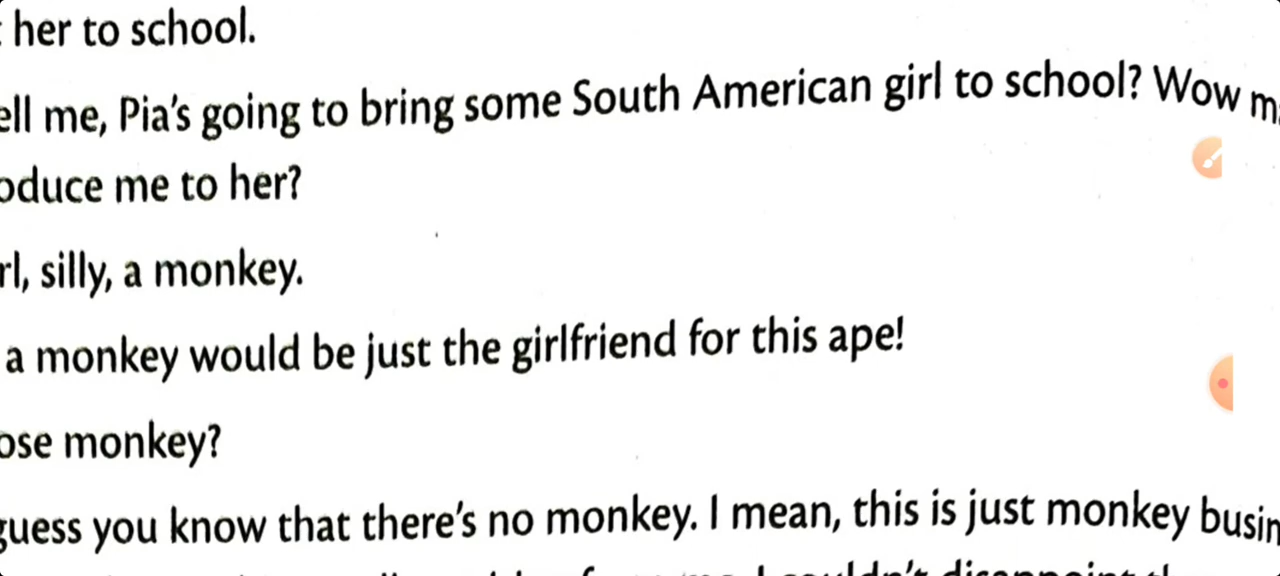 her to school.
ell me, Pia's going to bring some South American girl to school? Wow
oduce me to her?
rl, silly, a monkey.
a monkey would be just the girlfriend for this ape!
ose monkey?
guess you know that there's no monkey. I mean, this is just monkey busin